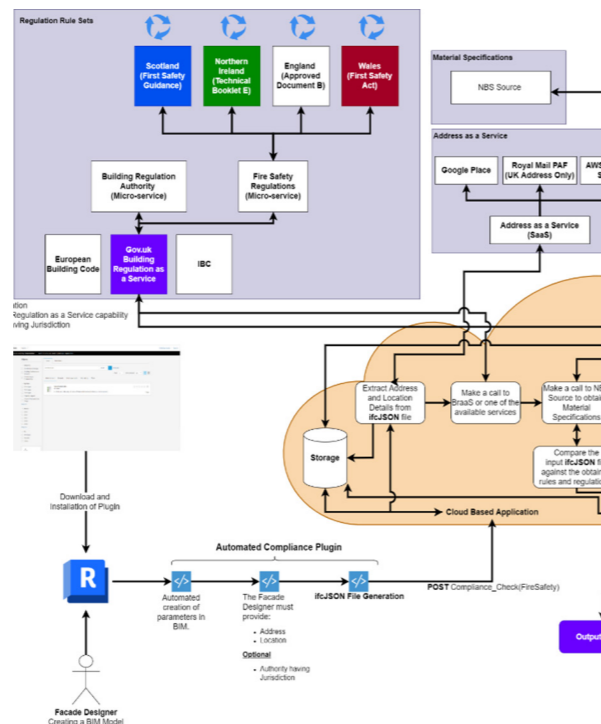 Regulation Rule Sets
Scotland
(First Safety
Guidance)
Northern
Ireland
(Technical
Booklet E)
England
(Approved
Document B)
Wales
(First Safety
Act)
Building Regulation
Authority
(Micro-service)
Fire Safety
Regulations
(Micro-service)
European
Building Code
Gov.uk
Building
Regulation as
a Service
IBC
Regulation as a Service capability
Having Jurisdiction
Material Specifications
NBS Source
Address as a Service
Google Place
Royal Mail PAF
(UK Address Only)
AWS
S
Address as a Service
(SaaS)
Extract Address
and Location
Details from
ifcJSON file
Make a call to
BraaS or one of the
available services
Make a call to NB
Source to obtain
Material
Specifications
Compare the
input ifcJSON fi
against the obtain
rules and regulation
Storage
Cloud Based Application
Download and
Installation of Plugin
R
Automated Compliance Plugin
Automated
creation of
parameters in
BIM.
The Facade
Designer must
provide:
• Address
• Location
Optional
• Authority having
Jurisdiction
ifcJSON File Generation
POST Compliance_Check(FireSafety)
Output
Facade Designer
Creating a BIM Model